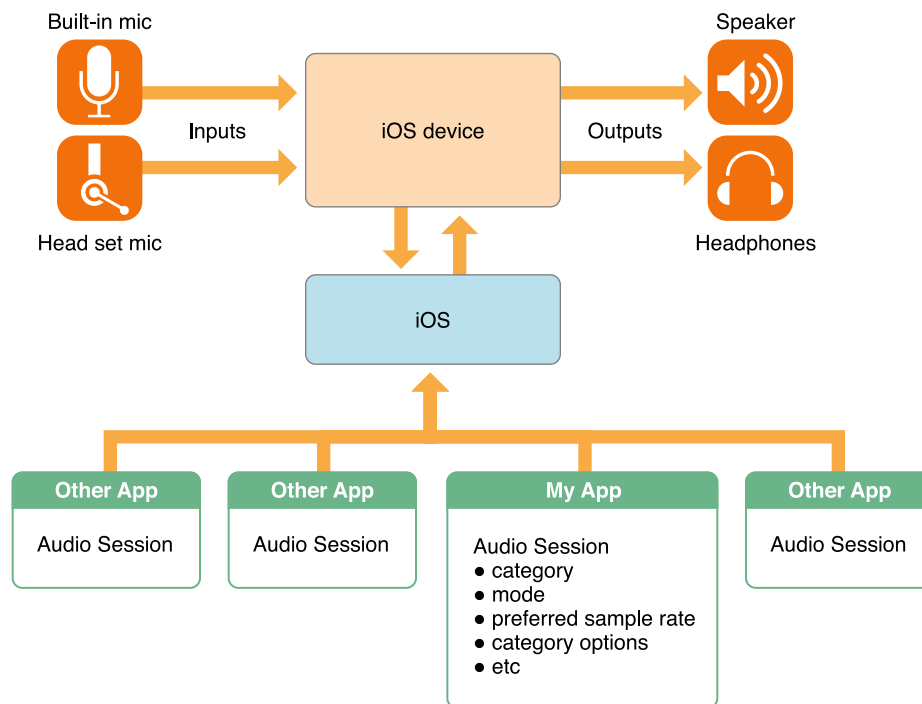 Built-in mic
Speaker
Inputs
iOS device
Outputs
Head set mic
Headphones
iOS
Other App
Audio Session
Other App
Audio Session
My App
Audio Session
● category
● mode
● preferred sample rate
● category options
● etc
Other App
Audio Session